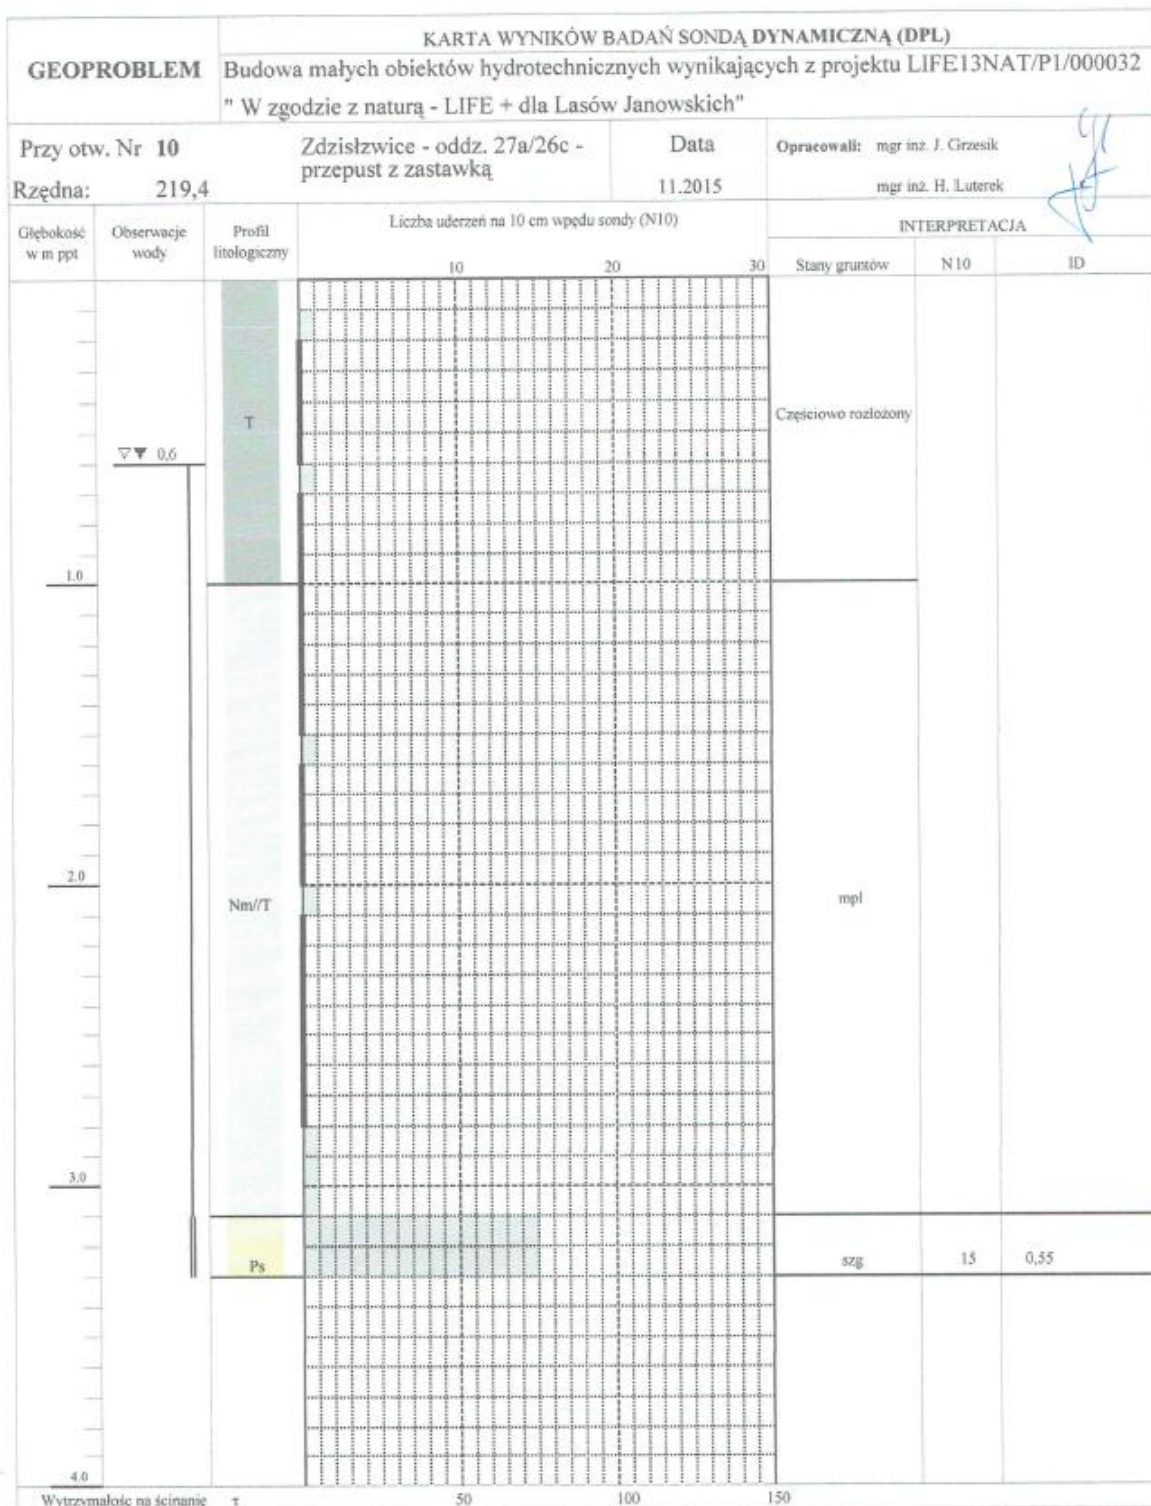 KARTA WYNIKÓW BADAŃ SONDĄ DYNAMICZNĄ (DPL)
GEOPROBLEM
Budowa małych obiektów hydrotechnicznych wynikających z projektu LIFE13NAT/P1/000032
" W zgodzie z naturą - LIFE + dla Lasów Janowskich"
Przy otw. Nr 10
Rzędna: 219,4
Zdzisłzwice - oddz. 27a/26c -
przepust z zastawką
Data
11.2015
Opracowali: mgr inż. J. Grzesik
mgr inż. H. Luterek
Głębokość
w m ppt
Obserwacje
wody
Profil
litologiczny
Liczba uderzeń na 10 cm wpędu sondy (N10)
10 20 30
INTERPRETACJA
Stany gruntów N10 ID
T
Częściowo rozłożony
0,6
1.0
2.0
Nm//T
mpl
3.0
Ps
szg 15 0,55
4.0
Wytrzymałość na ścinanie τ 50 100 150